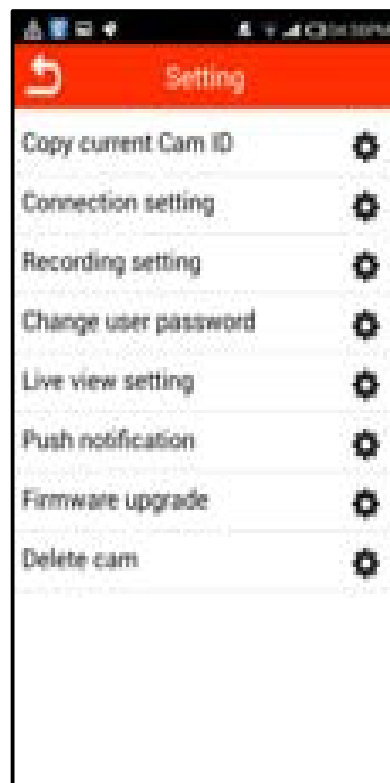 Setting
Copy current Cam ID
Connection setting
Recording setting
Change user password
Live view setting
Push notification
Firmware upgrade
Delete cam